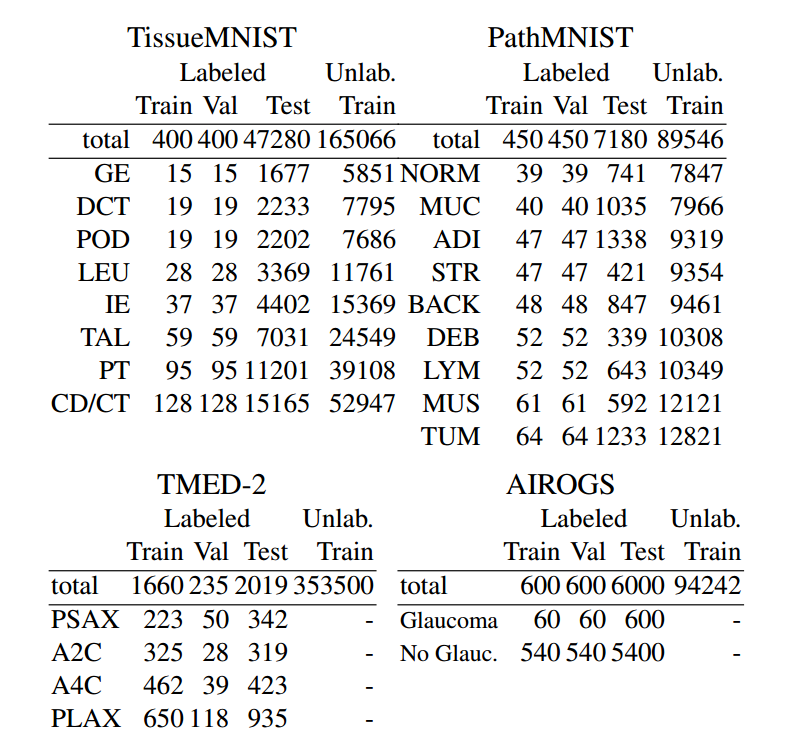 TissueMNIST
Labeled Unlab.
Train Val Test Train
total 400 400 47280 165066
GE 15 15 1677 5851
DCT 19 19 2233 7795
POD 19 19 2202 7686
LEU 28 28 3369 11761
IE 37 37 4402 15369
TAL 59 59 7031 24549
PT 95 95 11201 39108
CD/CT 128 128 15165 52947
PathMNIST
Labeled Unlab.
Train Val Test Train
total 450 450 7180 89546
NORM 39 39 741 7847
MUC 40 40 1035 7966
ADI 47 47 1338 9319
STR 47 47 421 9354
BACK 48 48 847 9461
DEB 52 52 339 10308
LYM 52 52 643 10349
MUS 61 61 592 12121
TUM 64 64 1233 12821
TMED-2
Labeled Unlab.
Train Val Test Train
total 1660 235 2019 353500
PSAX 223 50 342 -
A2C 325 28 319 -
A4C 462 39 423 -
PLAX 650 118 935 -
AIROGS
Labeled Unlab.
Train Val Test Train
total 600 600 6000 94242
Glaucoma 60 60 600 -
No Glauc. 540 540 5400 -